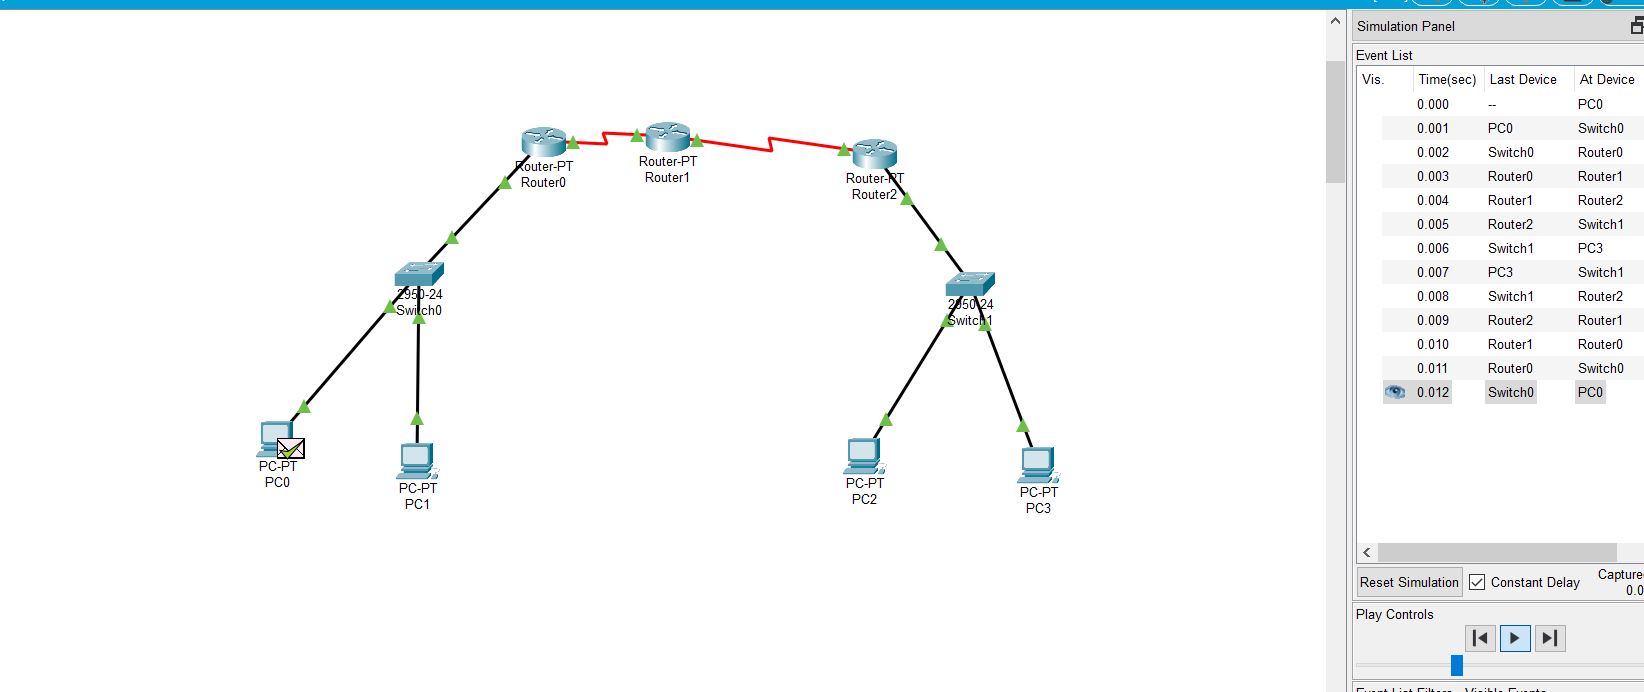 Router-PT
Router0
Router-PT
Router1
Router-PT
Router2
2950-24
Switch0
2950-24
Switch1
PC-PT
PC0
PC-PT
PC1
PC-PT
PC2
PC-PT
PC3
Simulation Panel
Event List
Vis. Time(sec) Last Device At Device
0.000 -- PC0
0.001 PC0 Switch0
0.002 Switch0 Router0
0.003 Router0 Router1
0.004 Router1 Router2
0.005 Router2 Switch1
0.006 Switch1 PC3
0.007 PC3 Switch1
0.008 Switch1 Router2
0.009 Router2 Router1
0.010 Router1 Router0
0.011 Router0 Switch0
0.012 Switch0 PC0
Reset Simulation Constant Delay Capture
0.0
Play Controls
Event List Filters - Visible Events